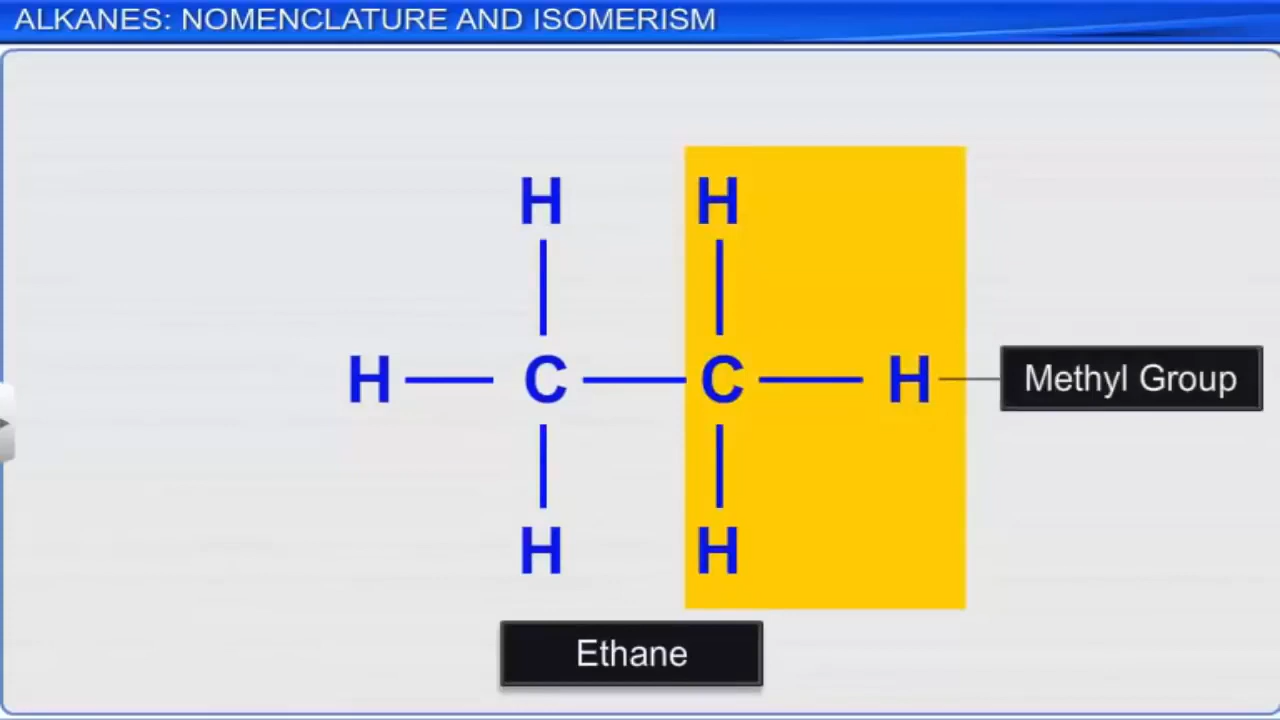 ALKANES: NOMENCLATURE AND ISOMERISM
H H
H C C H Methyl Group
H H
Ethane